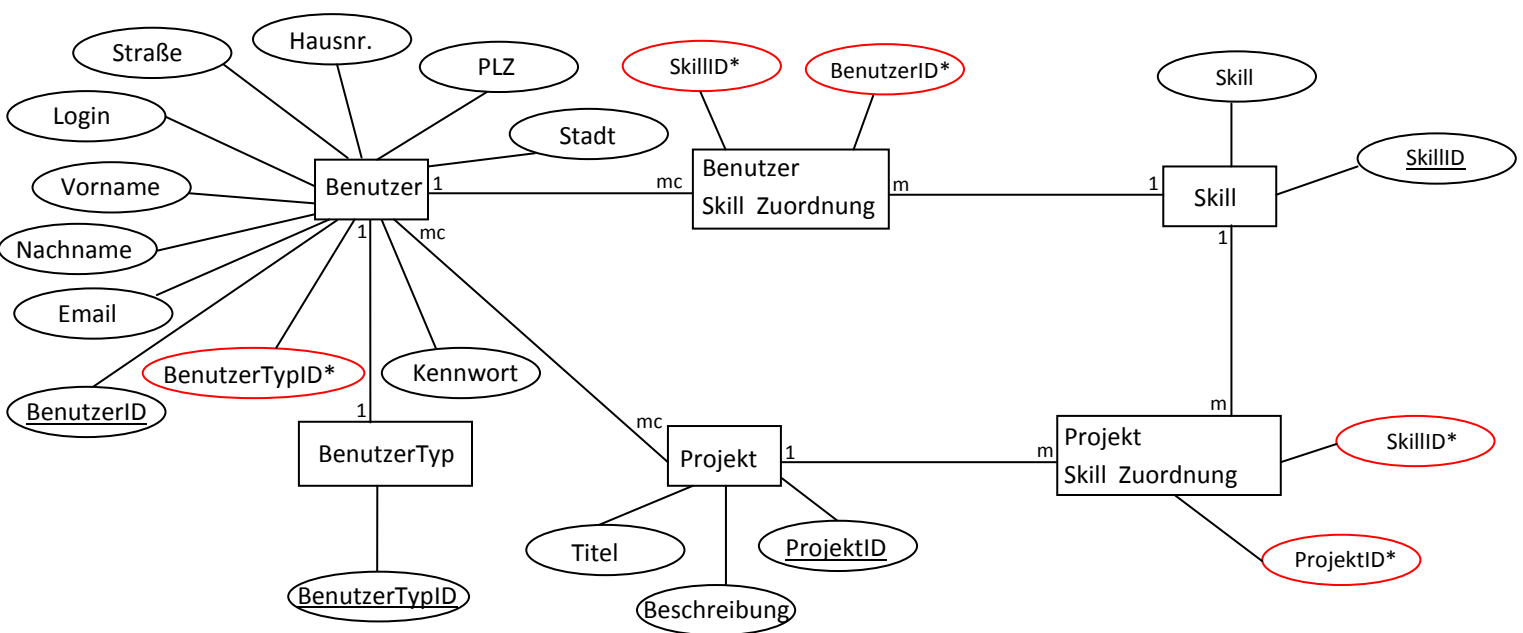 Hausnr.
Straße
PLZ
SkillID*
BenutzerID*
Skill
Login
Stadt
SkillID
Benutzer
1
mc
Benutzer
Skill Zuordnung
m
1
Skill
Vorname
Nachname
1
mc
1
Email
BenutzerTypID*
Kennwort
BenutzerID
1
mc
m
BenutzerTyp
Projekt
1
m
Projekt
Skill Zuordnung
SkillID*
Titel
ProjektID
ProjektID*
BenutzerTypID
Beschreibung